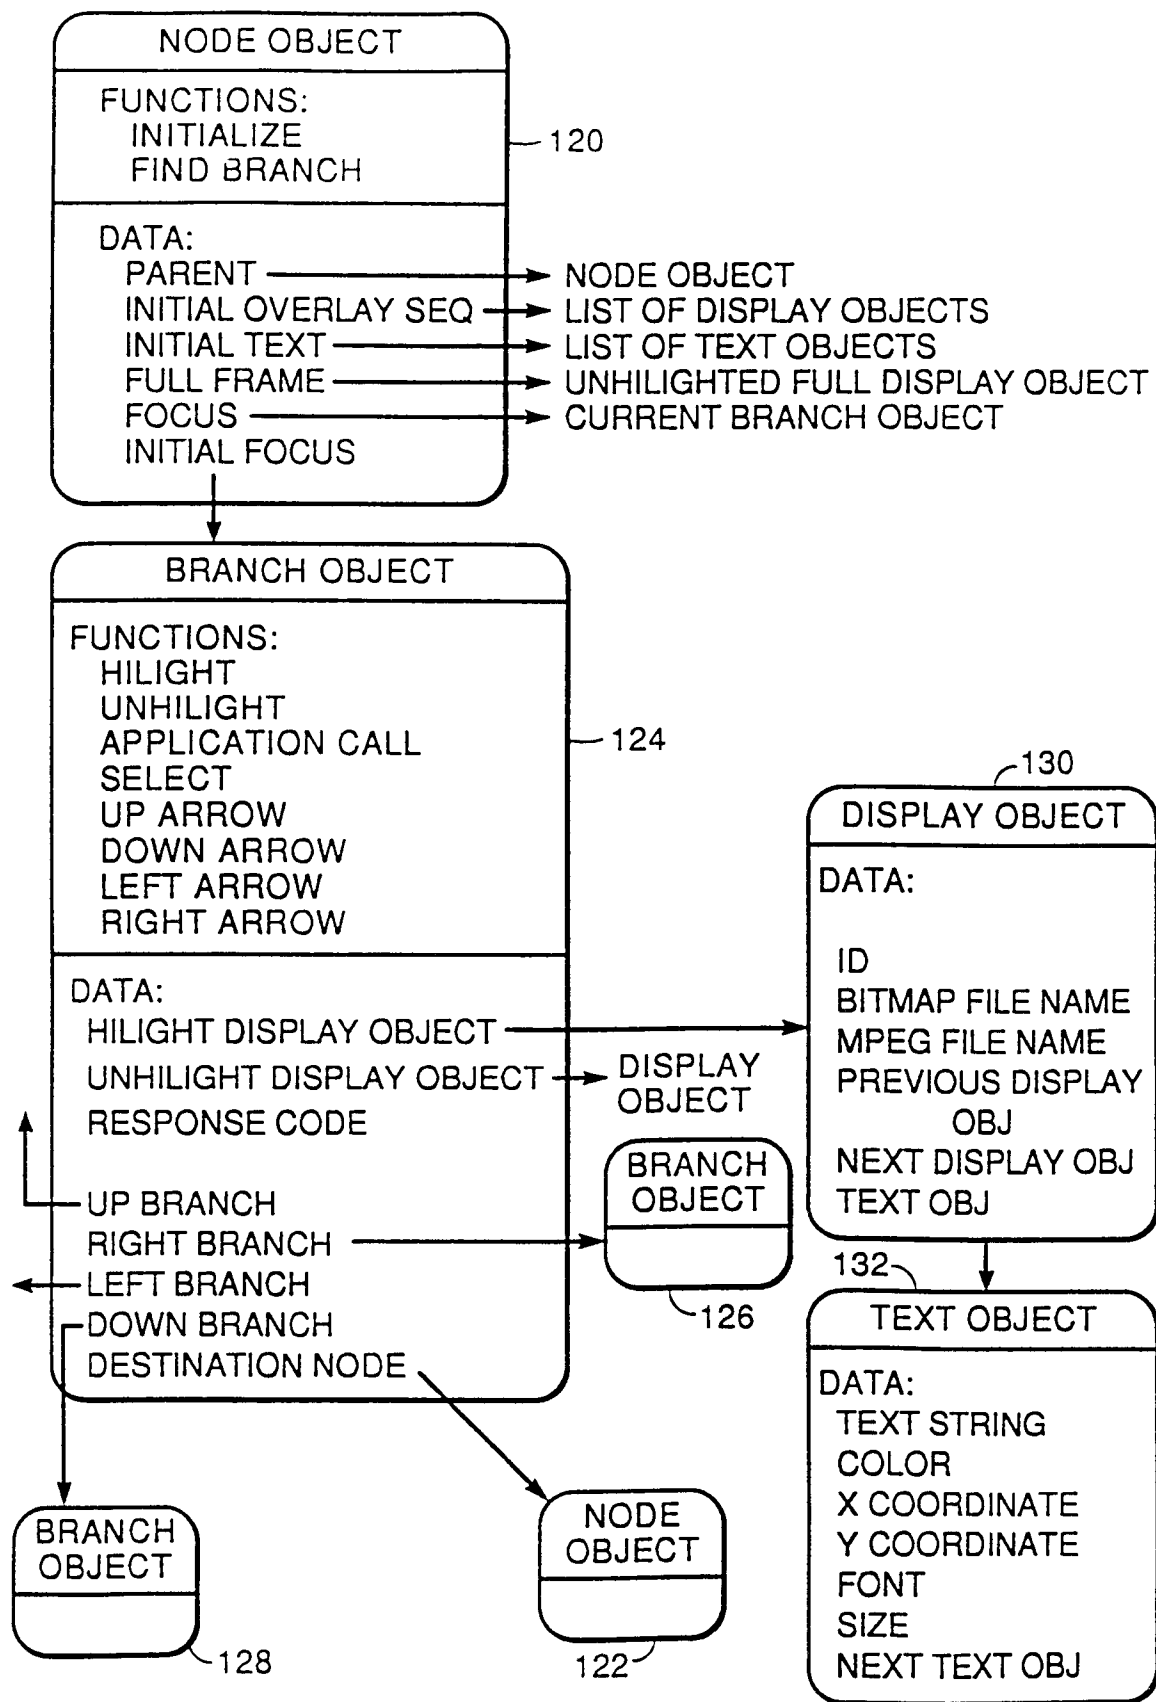 NODE OBJECT
FUNCTIONS:
INITIALIZE
FIND BRANCH
120
DATA:
PARENT
NODE OBJECT
INITIAL OVERLAY SEQ
LIST OF DISPLAY OBJECTS
INITIAL TEXT
LIST OF TEXT OBJECTS
FULL FRAME
UNHILIGHTED FULL DISPLAY OBJECT
FOCUS
CURRENT BRANCH OBJECT
INITIAL FOCUS
BRANCH OBJECT
FUNCTIONS:
HILIGHT
UNHILIGHT
APPLICATION CALL
SELECT
UP ARROW
DOWN ARROW
LEFT ARROW
RIGHT ARROW
124
DATA:
HILIGHT DISPLAY OBJECT
UNHILIGHT DISPLAY OBJECT
DISPLAY
OBJECT
RESPONSE CODE
UP BRANCH
RIGHT BRANCH
LEFT BRANCH
DOWN BRANCH
DESTINATION NODE
BRANCH
OBJECT
126
130
DISPLAY OBJECT
DATA:
ID
BITMAP FILE NAME
MPEG FILE NAME
PREVIOUS DISPLAY
OBJ
NEXT DISPLAY OBJ
TEXT OBJ
132
TEXT OBJECT
DATA:
TEXT STRING
COLOR
X COORDINATE
Y COORDINATE
FONT
SIZE
NEXT TEXT OBJ
BRANCH
OBJECT
128
NODE
OBJECT
122